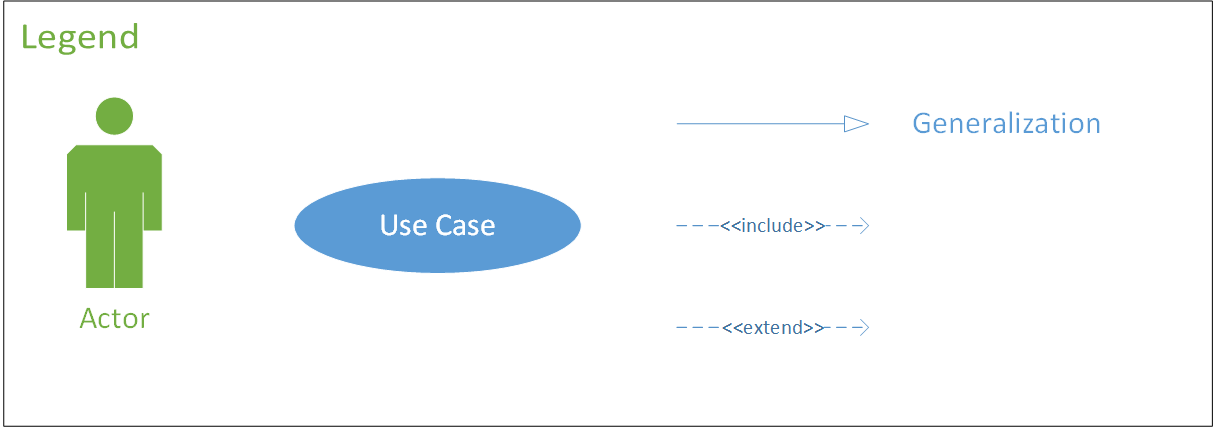 Legend
Actor
Use Case
Generalization
<<include>>
<<extend>>